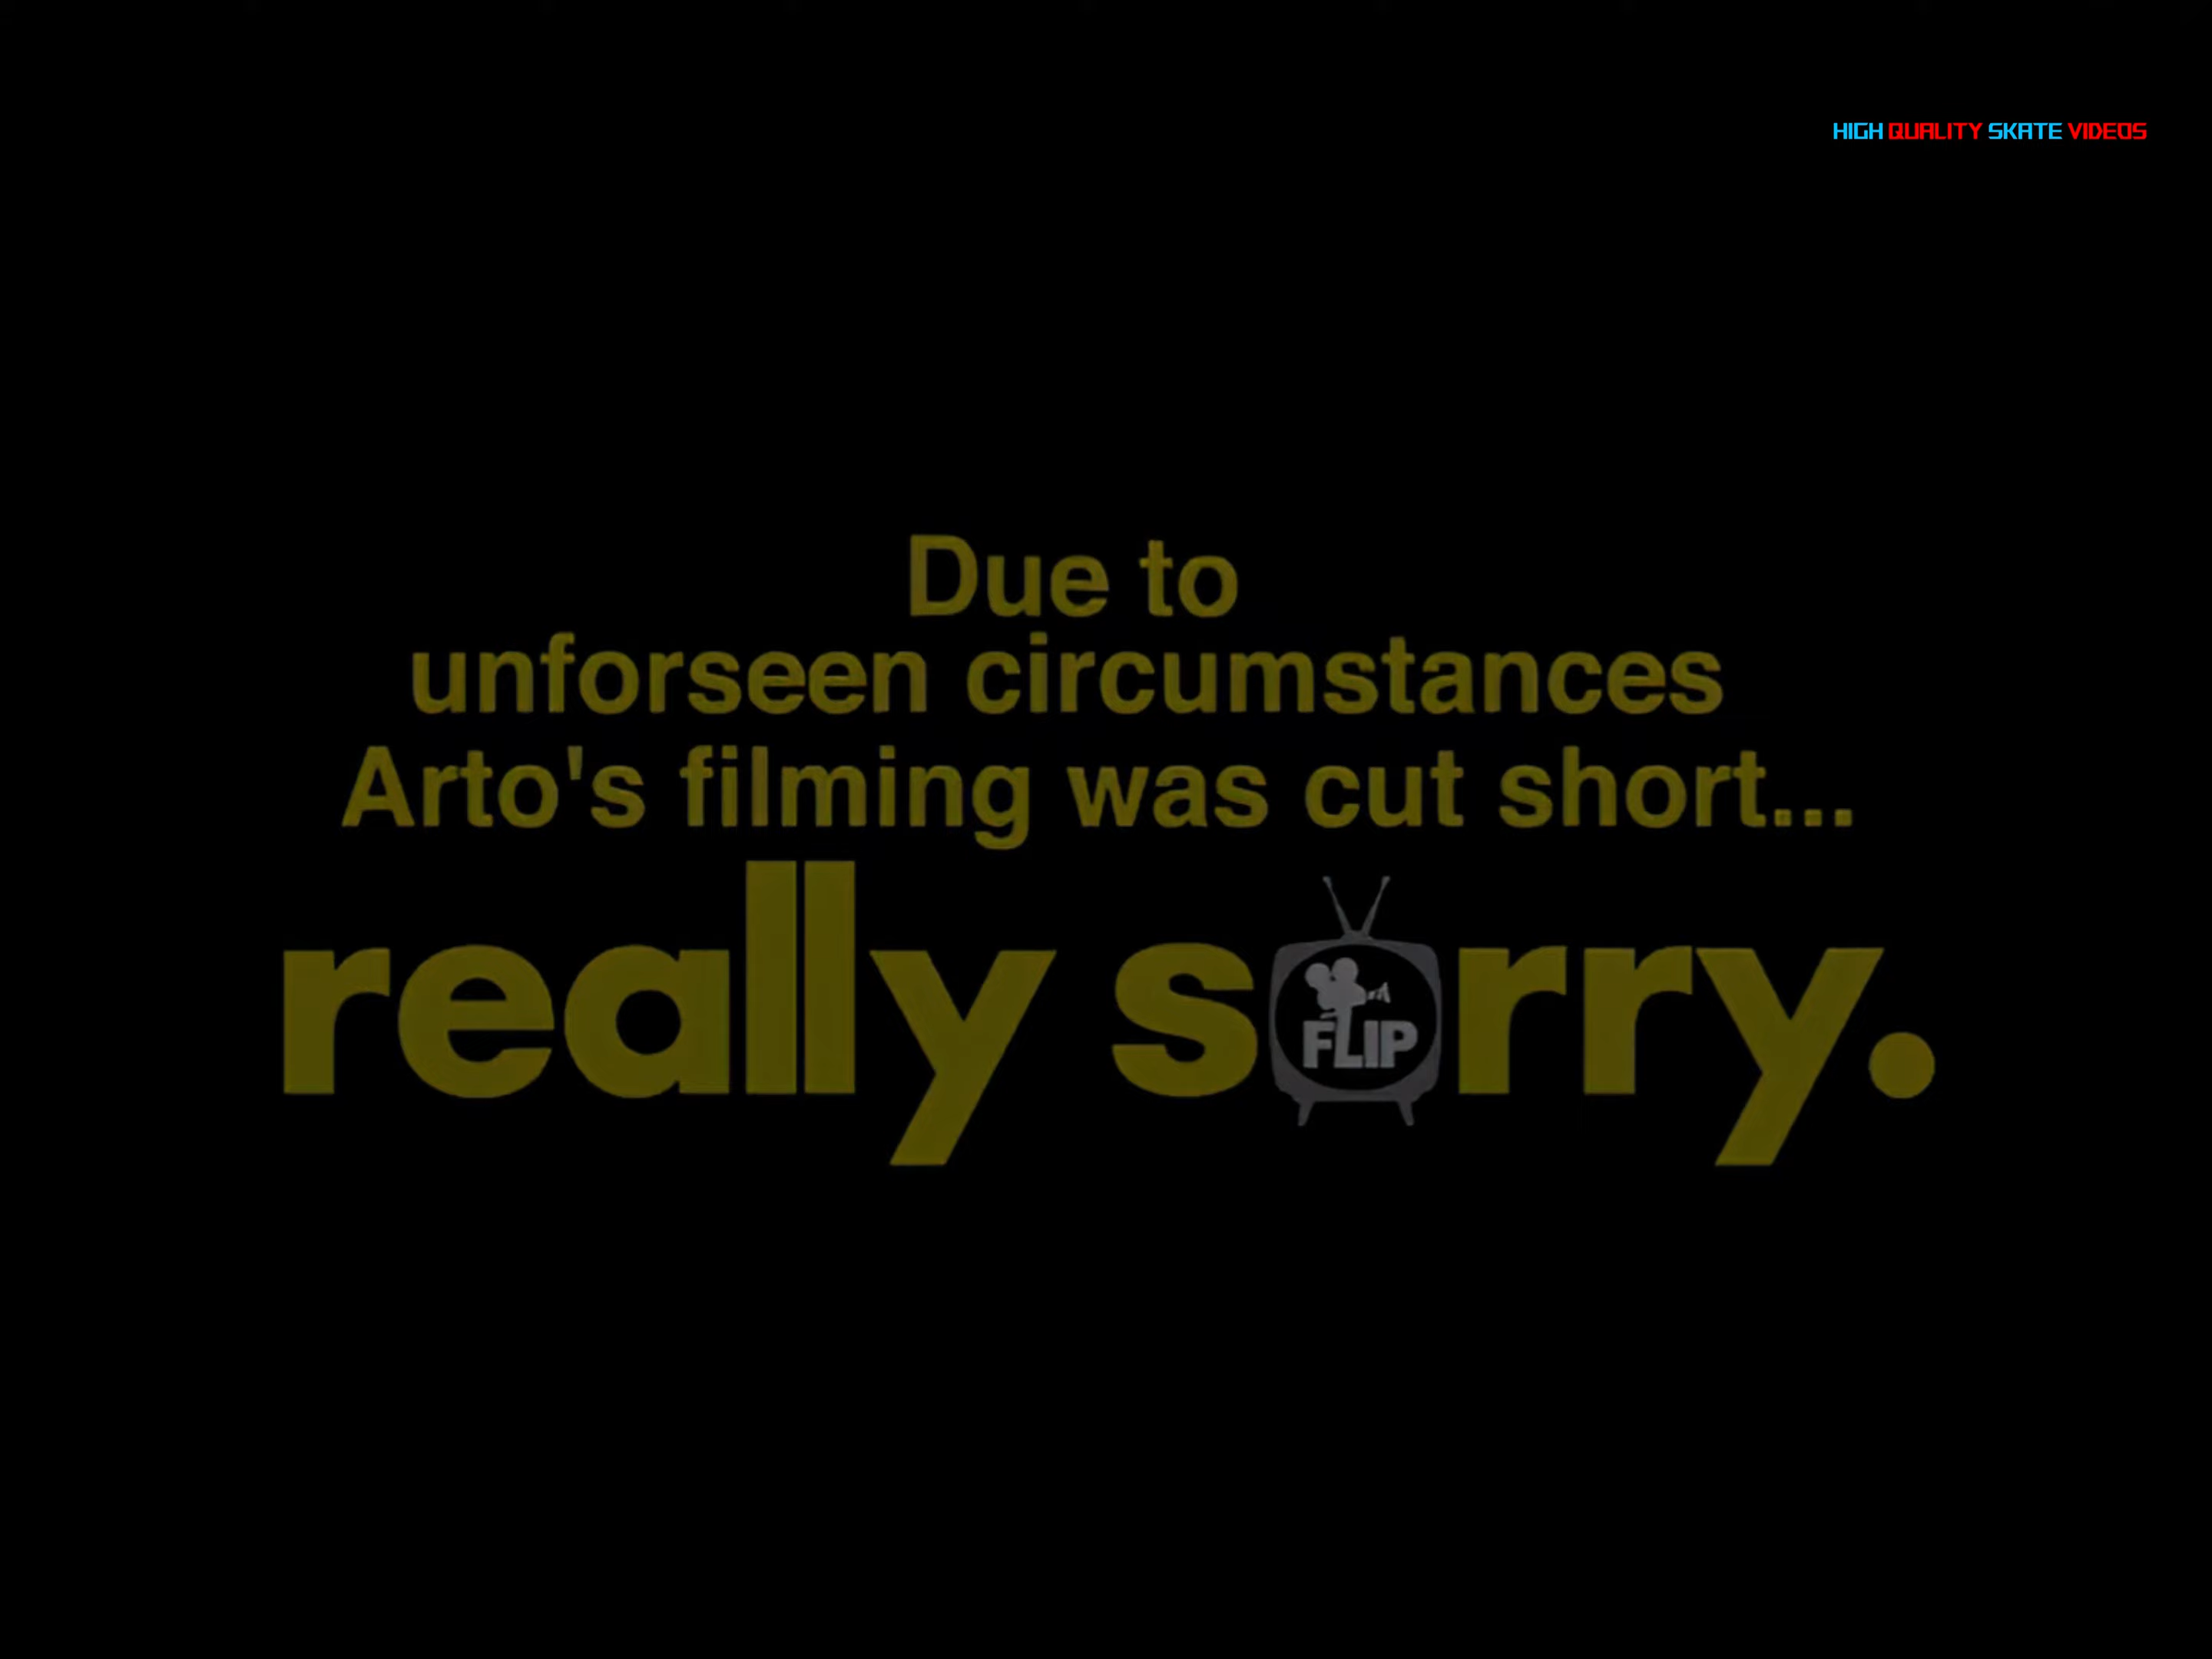 HIGH QUALITY SKATE VIDEOS
Due to
unforseen circumstances
Arto's filming was cut short...
really sorry.
FLIP